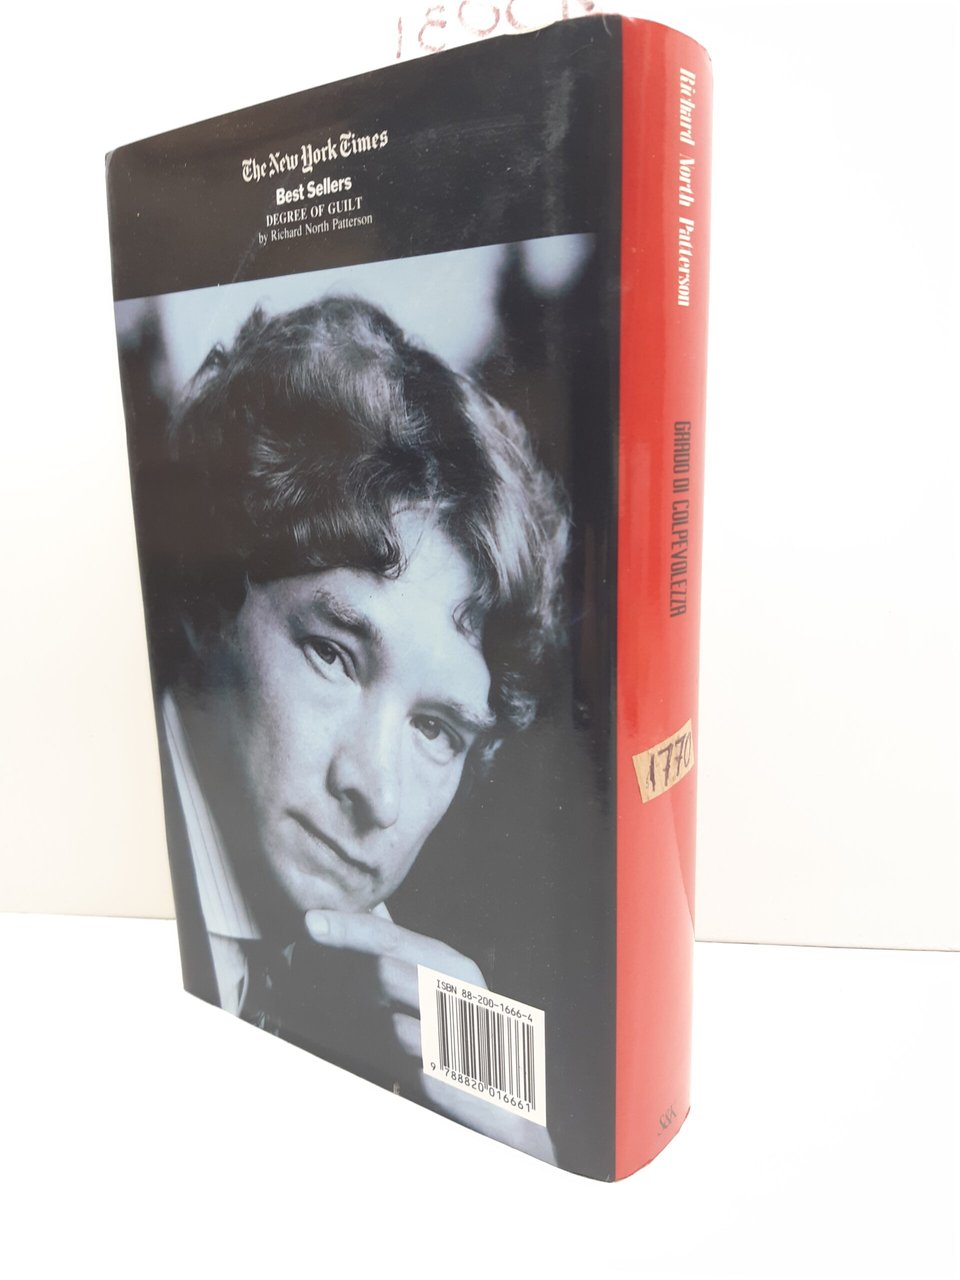 The New York Times
Best Sellers
DEGREE OF GUILT
by Richard North Patterson
ISBN 88-200-1666-4
9 788820 016661
Richard North Patterson
GARDO DI COLPEVOLEZZA
1770
S&K